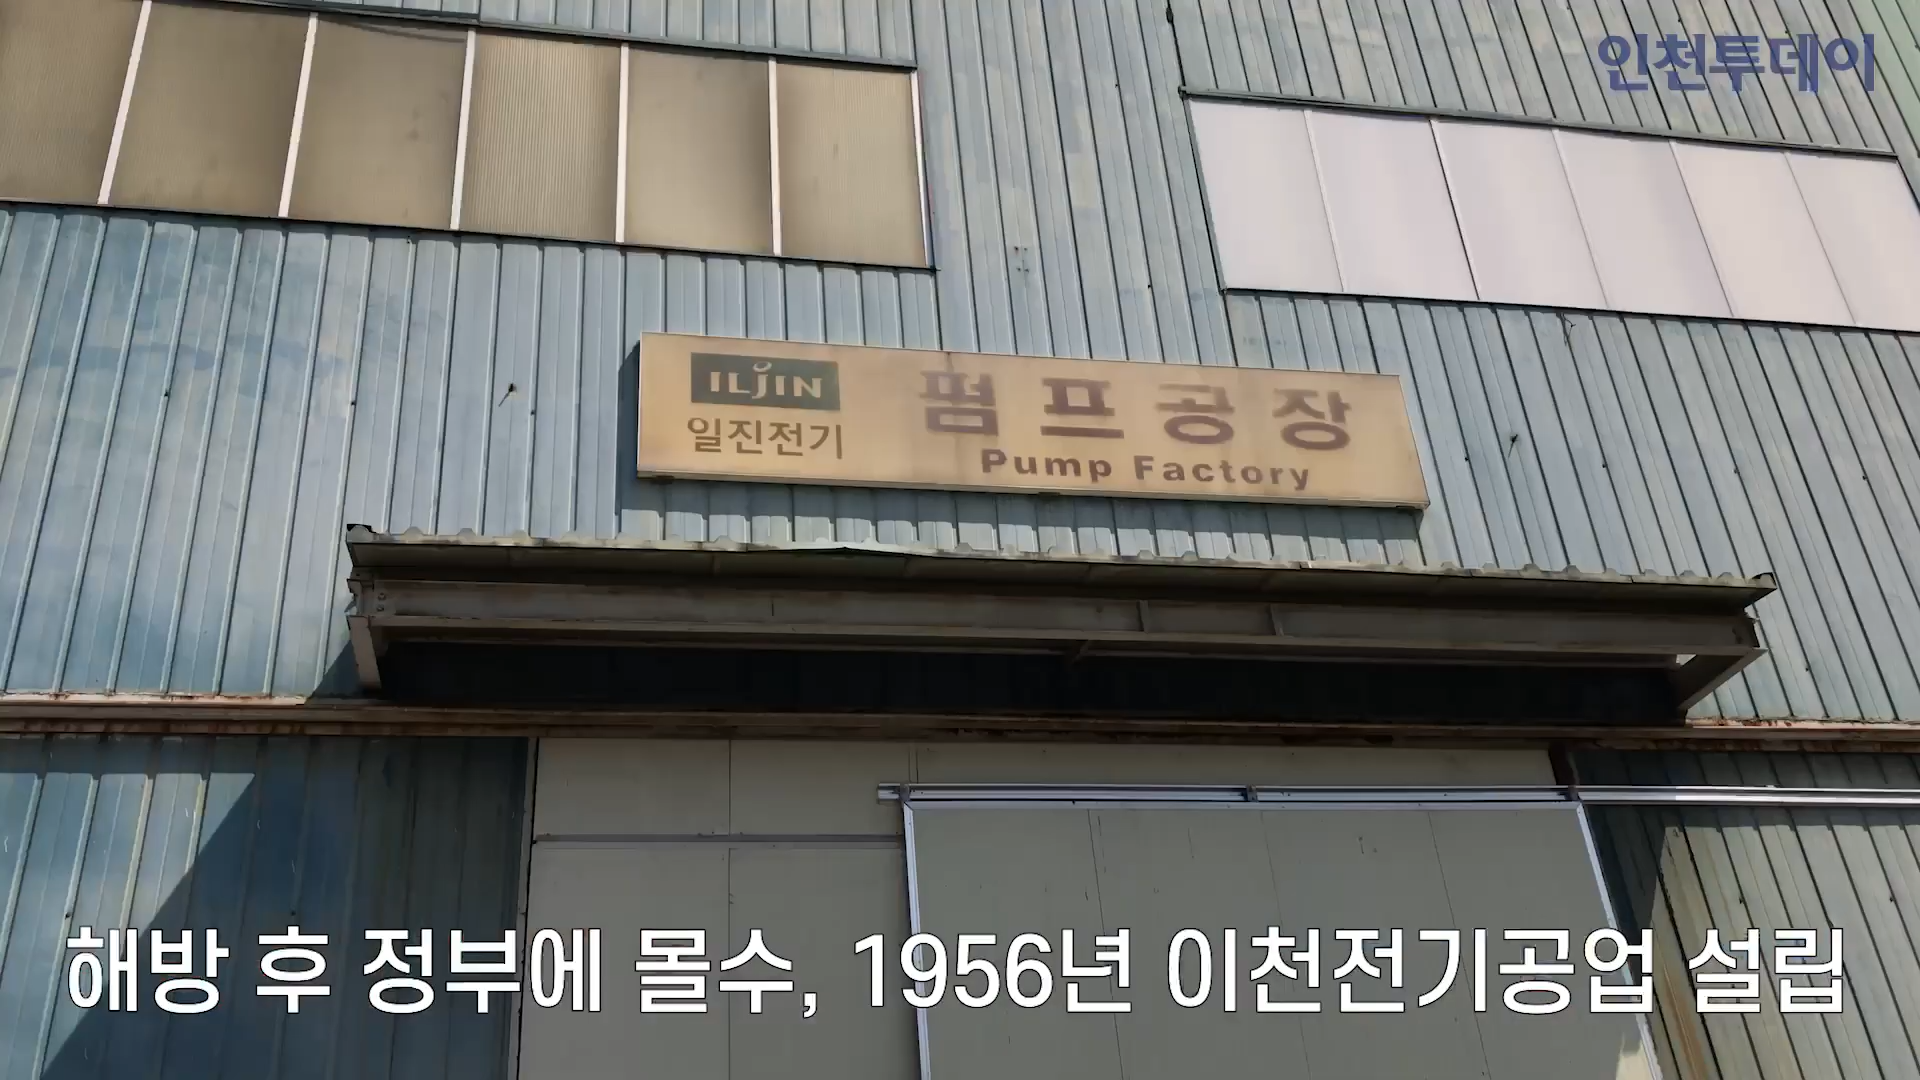 인천투데이
ILJIN
일진전기
펌프공장
Pump Factory
해방 후 정부에 몰수, 1956년 이천전기공업 설립